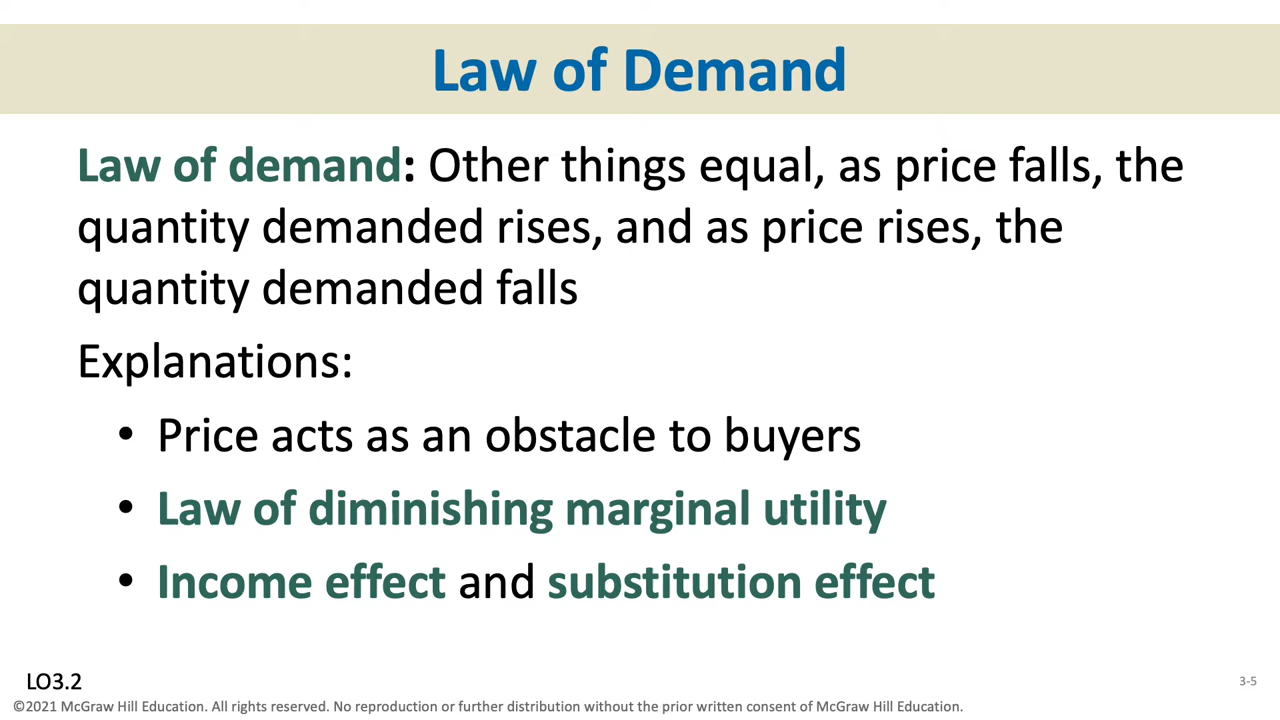 Law of Demand
Law of demand: Other things equal, as price falls, the
quantity demanded rises, and as price rises, the
quantity demanded falls
Explanations:
• Price acts as an obstacle to buyers
• Law of diminishing marginal utility
• Income effect and substitution effect
LO3.2
3-5
©2021 McGraw Hill Education. All rights reserved. No reproduction or further distribution without the prior written consent of McGraw Hill Education.